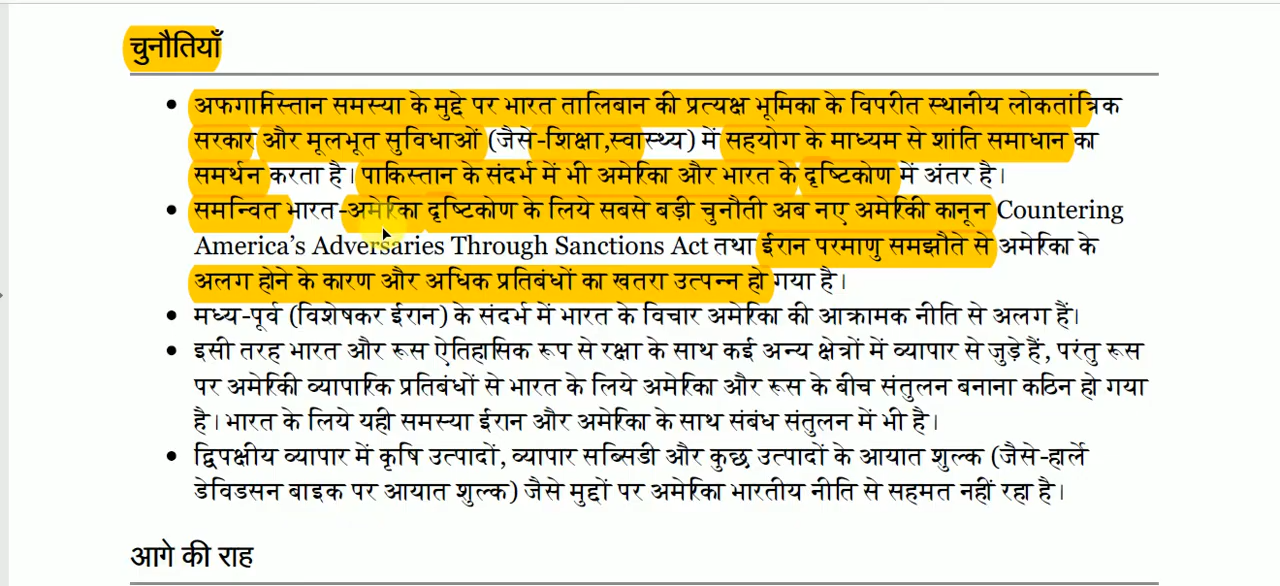 चुनौतियाँ
अफगानिस्तान समस्या के मुद्दे पर भारत तालिबान की प्रत्यक्ष भूमिका के विपरीत स्थानीय लोकतांत्रिक
सरकार और मूलभूत सुविधाओं (जैसे-शिक्षा,स्वास्थ्य) में सहयोग के माध्यम से शांति समाधान का
समर्थन करता है। पाकिस्तान के संदर्भ में भी अमेरिका और भारत के दृष्टिकोण में अंतर है।
समन्वित भारत-अमेरिका दृष्टिकोण के लिये सबसे बड़ी चुनौती अब नए अमेरिकी कानून Countering
America’s Adversaries Through Sanctions Act तथा ईरान परमाणु समझौते से अमेरिका के
अलग होने के कारण और अधिक प्रतिबंधों का खतरा उत्पन्न हो गया है।
मध्य-पूर्व (विशेषकर ईरान) के संदर्भ में भारत के विचार अमेरिका की आक्रामक नीति से अलग हैं।
इसी तरह भारत और रूस ऐतिहासिक रूप से रक्षा के साथ कई अन्य क्षेत्रों में व्यापार से जुड़े हैं, परंतु रूस
पर अमेरिकी व्यापारिक प्रतिबंधों से भारत के लिये अमेरिका और रूस के बीच संतुलन बनाना कठिन हो गया
है। भारत के लिये यही समस्या ईरान और अमेरिका के साथ संबंध संतुलन में भी है।
द्विपक्षीय व्यापार में कृषि उत्पादों, व्यापार सब्सिडी और कुछ उत्पादों के आयात शुल्क (जैसे-हार्ले
डेविडसन बाइक पर आयात शुल्क) जैसे मुद्दों पर अमेरिका भारतीय नीति से सहमत नहीं रहा है।
आगे की राह